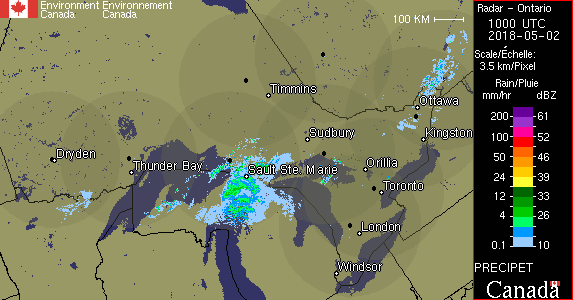 Environment Environnement
Canada Canada
100 KM
Timmins
Ottawa
Sudbury
Kingston
Dryden
Thunder Bay
Sault Ste. Marie
Orillia
Toronto
London
Windsor
Radar - Ontario
1000 UTC
2018-05-02
Scale/Échelle:
3.5 km/Pixel
Rain/Pluie
mm/hr dBZ
200 61
100 52
50 46
24 39
12 33
4 26
0.1 10
PRECIPET
Canada